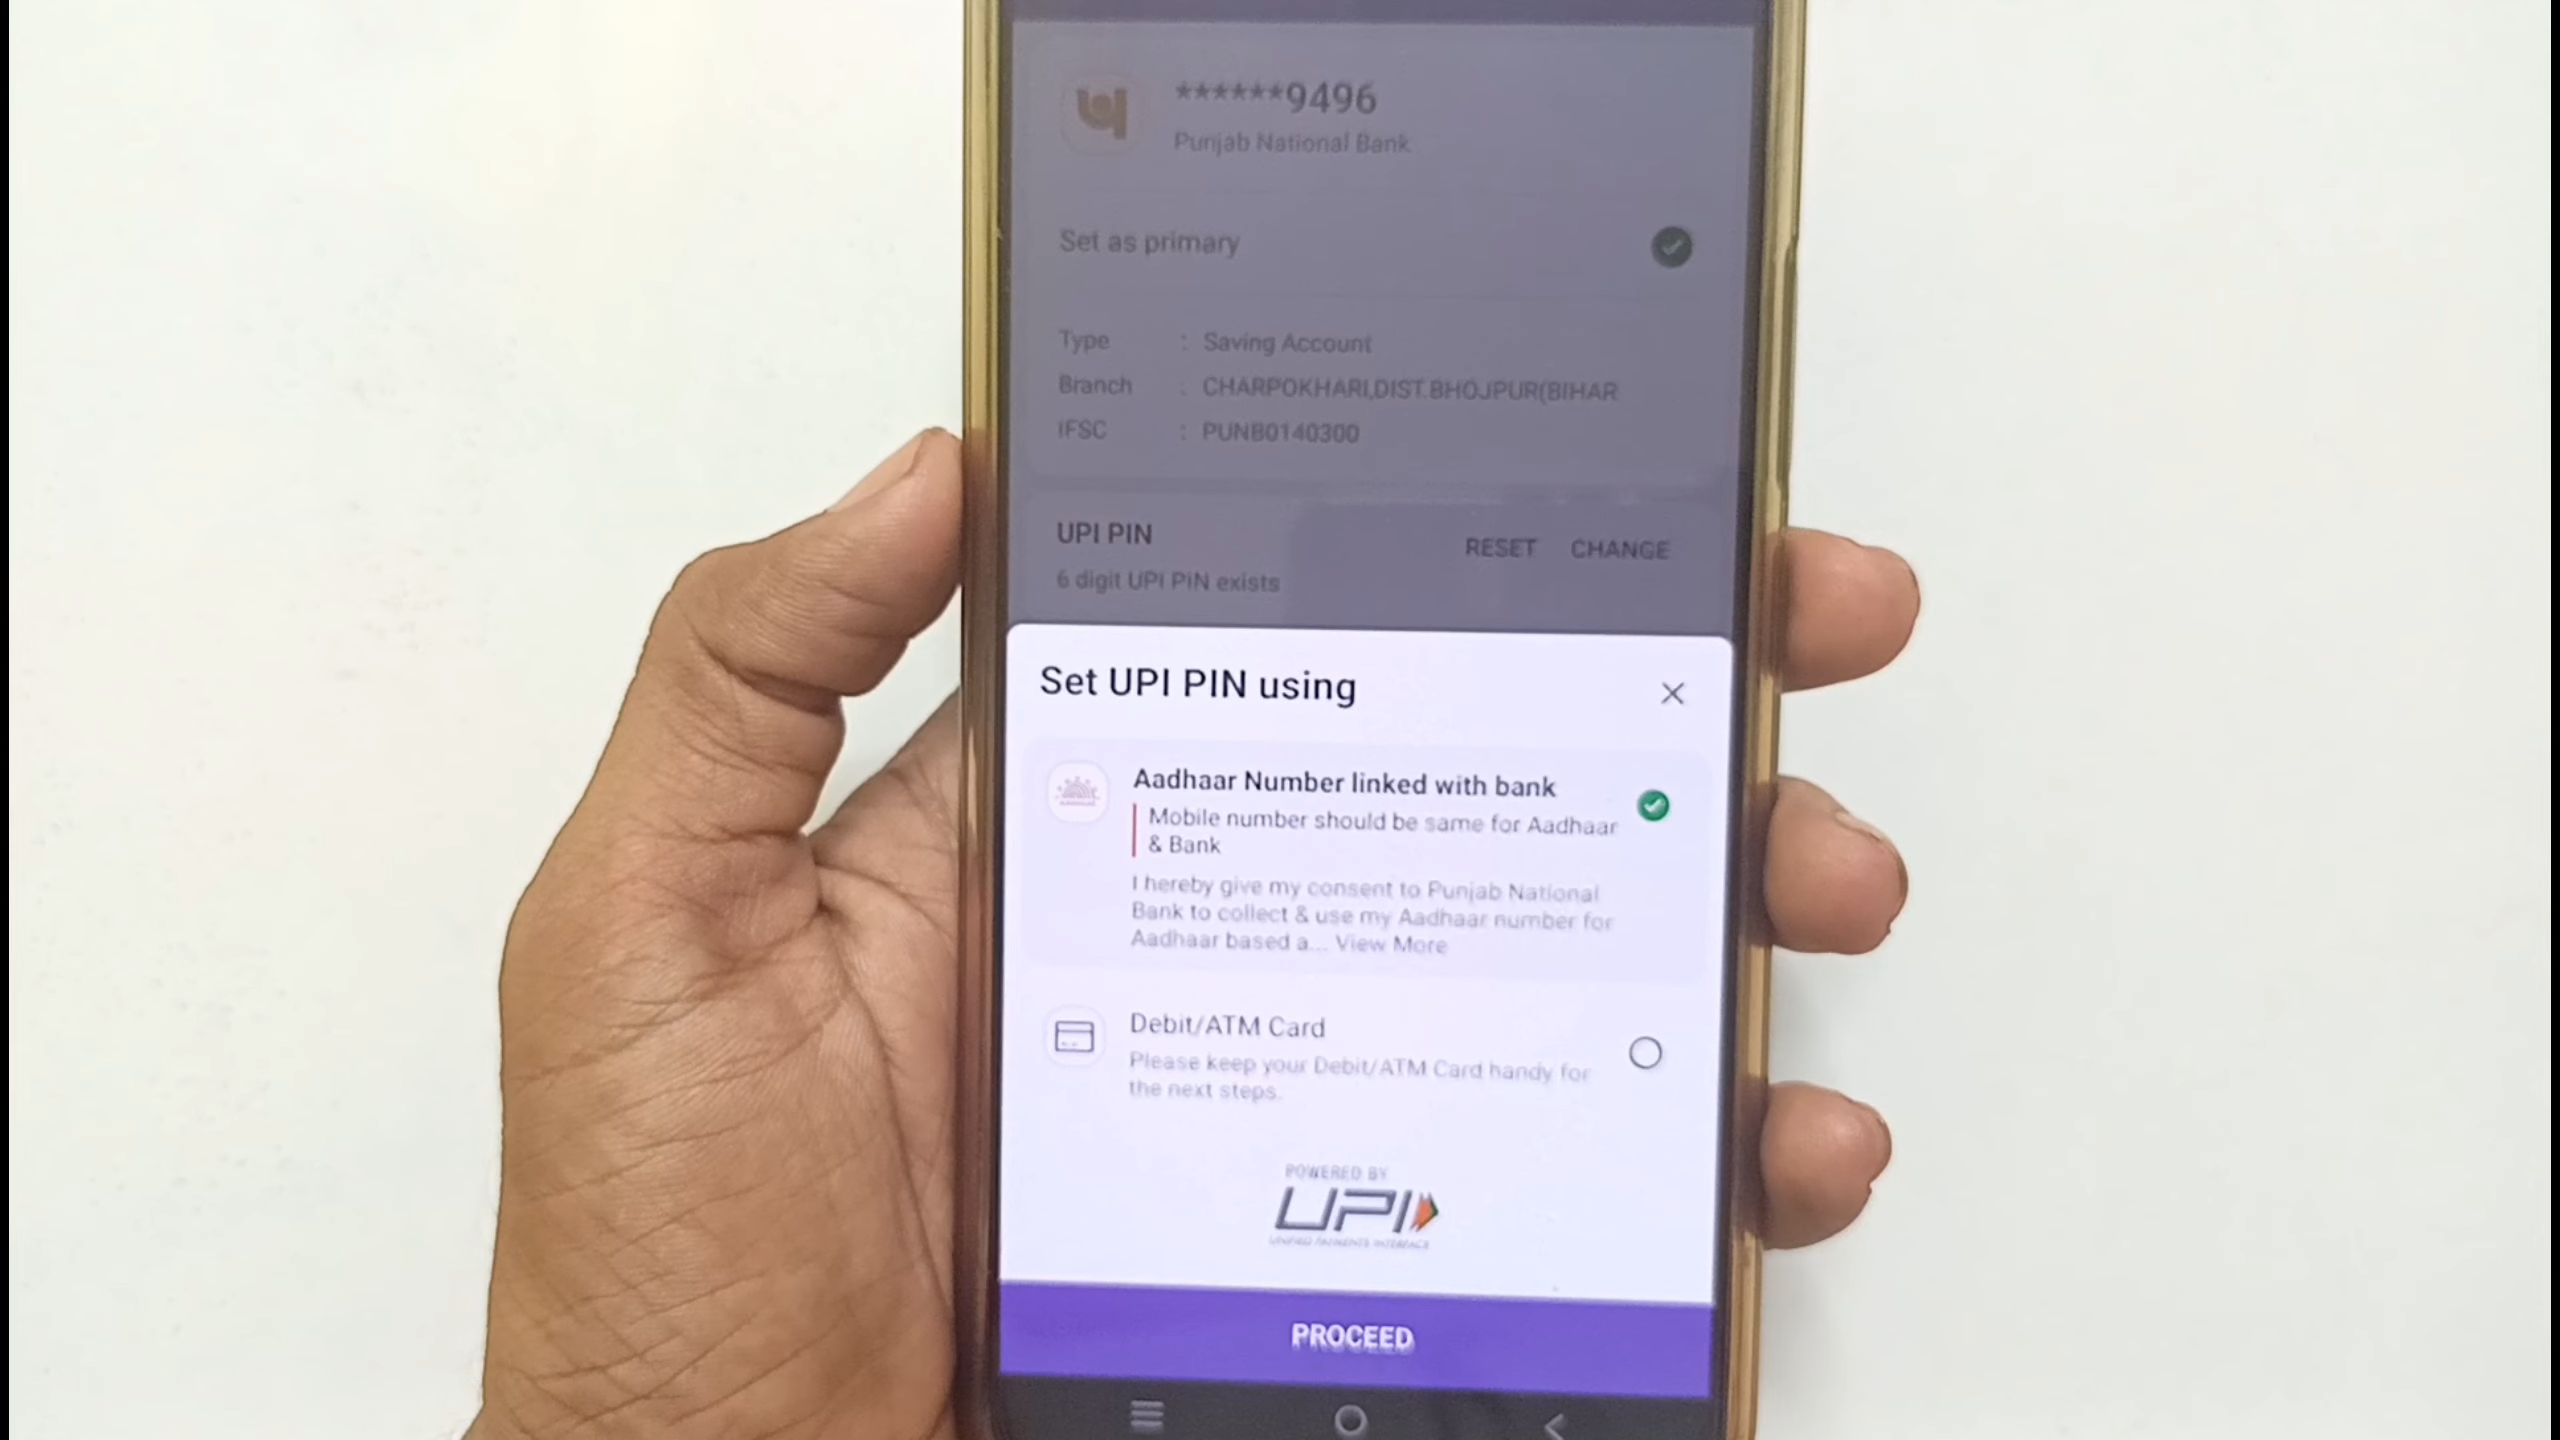 ******9496
Punjab National Bank
Set as primary
Type : Saving Account
Branch : CHARPOKHARI,DIST.BHOJPUR(BIHAR
IFSC : PUNB0140300
UPI PIN RESET CHANGE
6 digit UPI PIN exists
Set UPI PIN using
Aadhaar Number linked with bank
Mobile number should be same for Aadhaar
& Bank
I hereby give my consent to Punjab National
Bank to collect & use my Aadhaar number for
Aadhaar based a... View More
Debit/ATM Card
Please keep your Debit/ATM Card handy for
the next steps.
POWERED BY
UPI
UNIFIED PAYMENTS INTERFACE
PROCEED